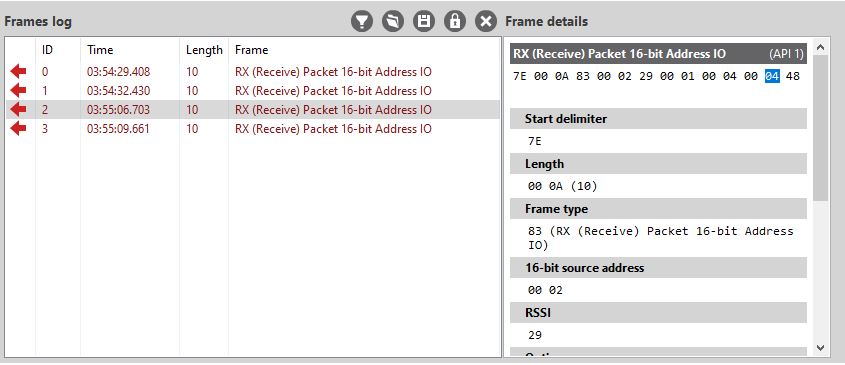 Frames log
Frame details
ID Time Length Frame
0 03:54:29.408 10 RX (Receive) Packet 16-bit Address IO
1 03:54:32.430 10 RX (Receive) Packet 16-bit Address IO
2 03:55:06.703 10 RX (Receive) Packet 16-bit Address IO
3 03:55:09.661 10 RX (Receive) Packet 16-bit Address IO
RX (Receive) Packet 16-bit Address IO (API 1)
7E 00 0A 83 00 02 29 00 01 00 04 00 04 48
Start delimiter
7E
Length
00 0A (10)
Frame type
83 (RX (Receive) Packet 16-bit Address
IO)
16-bit source address
00 02
RSSI
29